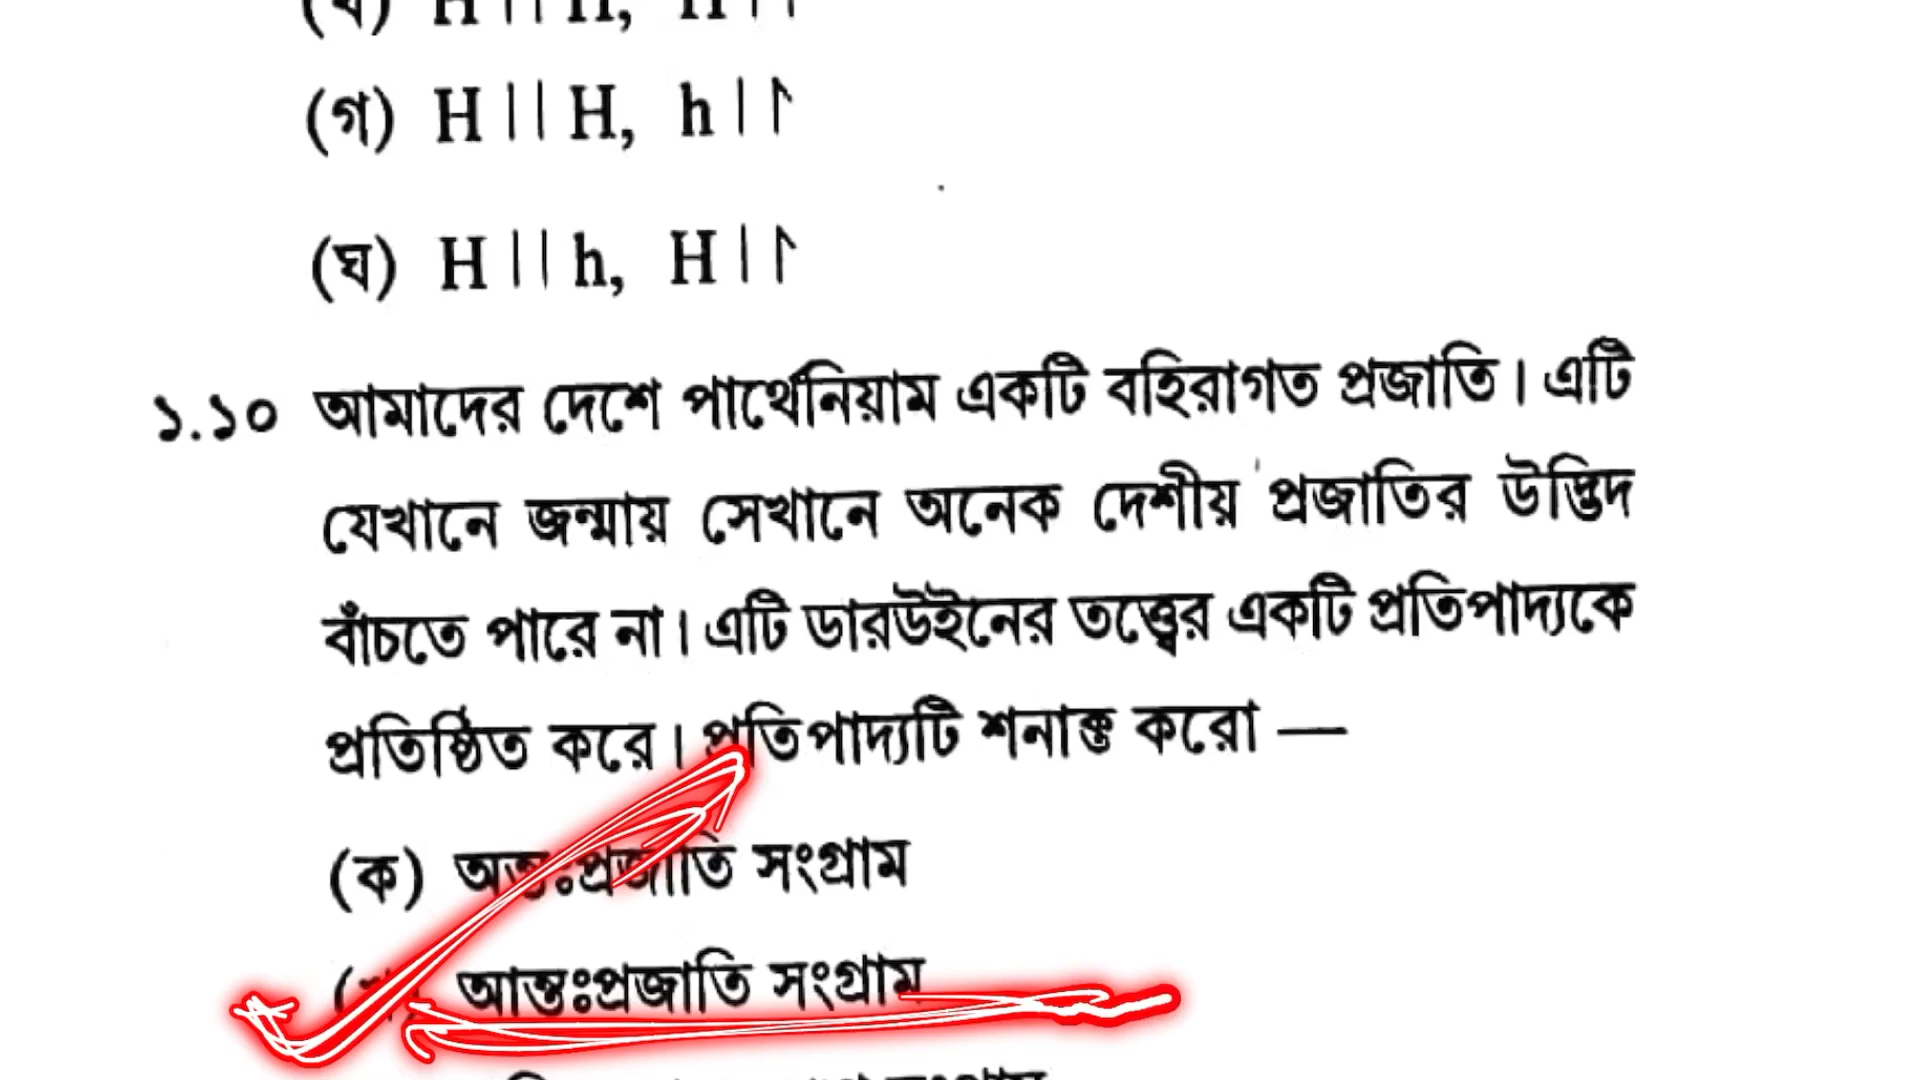 (গ) H || H, h |↾
(ঘ) H || h, H |↾
১.১০ আমাদের দেশে পার্থেনিয়াম একটি বহিরাগত প্রজাতি। এটি
যেখানে জন্মায় সেখানে অনেক দেশীয় প্রজাতির উদ্ভিদ
বাঁচতে পারে না। এটি ডারউইনের তত্ত্বের একটি প্রতিপাদ্যকে
প্রতিষ্ঠিত করে। প্রতিপাদ্যটি শনাক্ত করো —
(ক) অন্তঃপ্রজাতি সংগ্রাম
আন্তঃপ্রজাতি সংগ্রাম